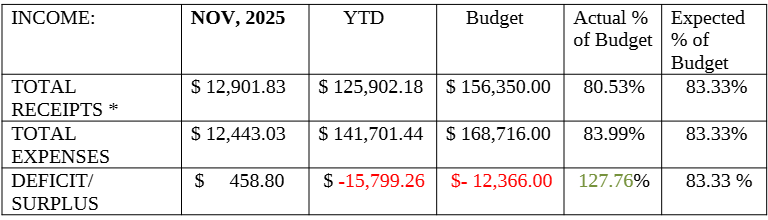 INCOME: NOV, 2025 YTD Budget Actual % of Budget Expected % of Budget
TOTAL RECEIPTS * $ 12,901.83 $ 125,902.18 $ 156,350.00 80.53% 83.33%
TOTAL EXPENSES $ 12,443.03 $ 141,701.44 $ 168,716.00 83.99% 83.33%
DEFICIT/ SURPLUS $ 458.80 $ -15,799.26 $- 12,366.00 127.76% 83.33 %